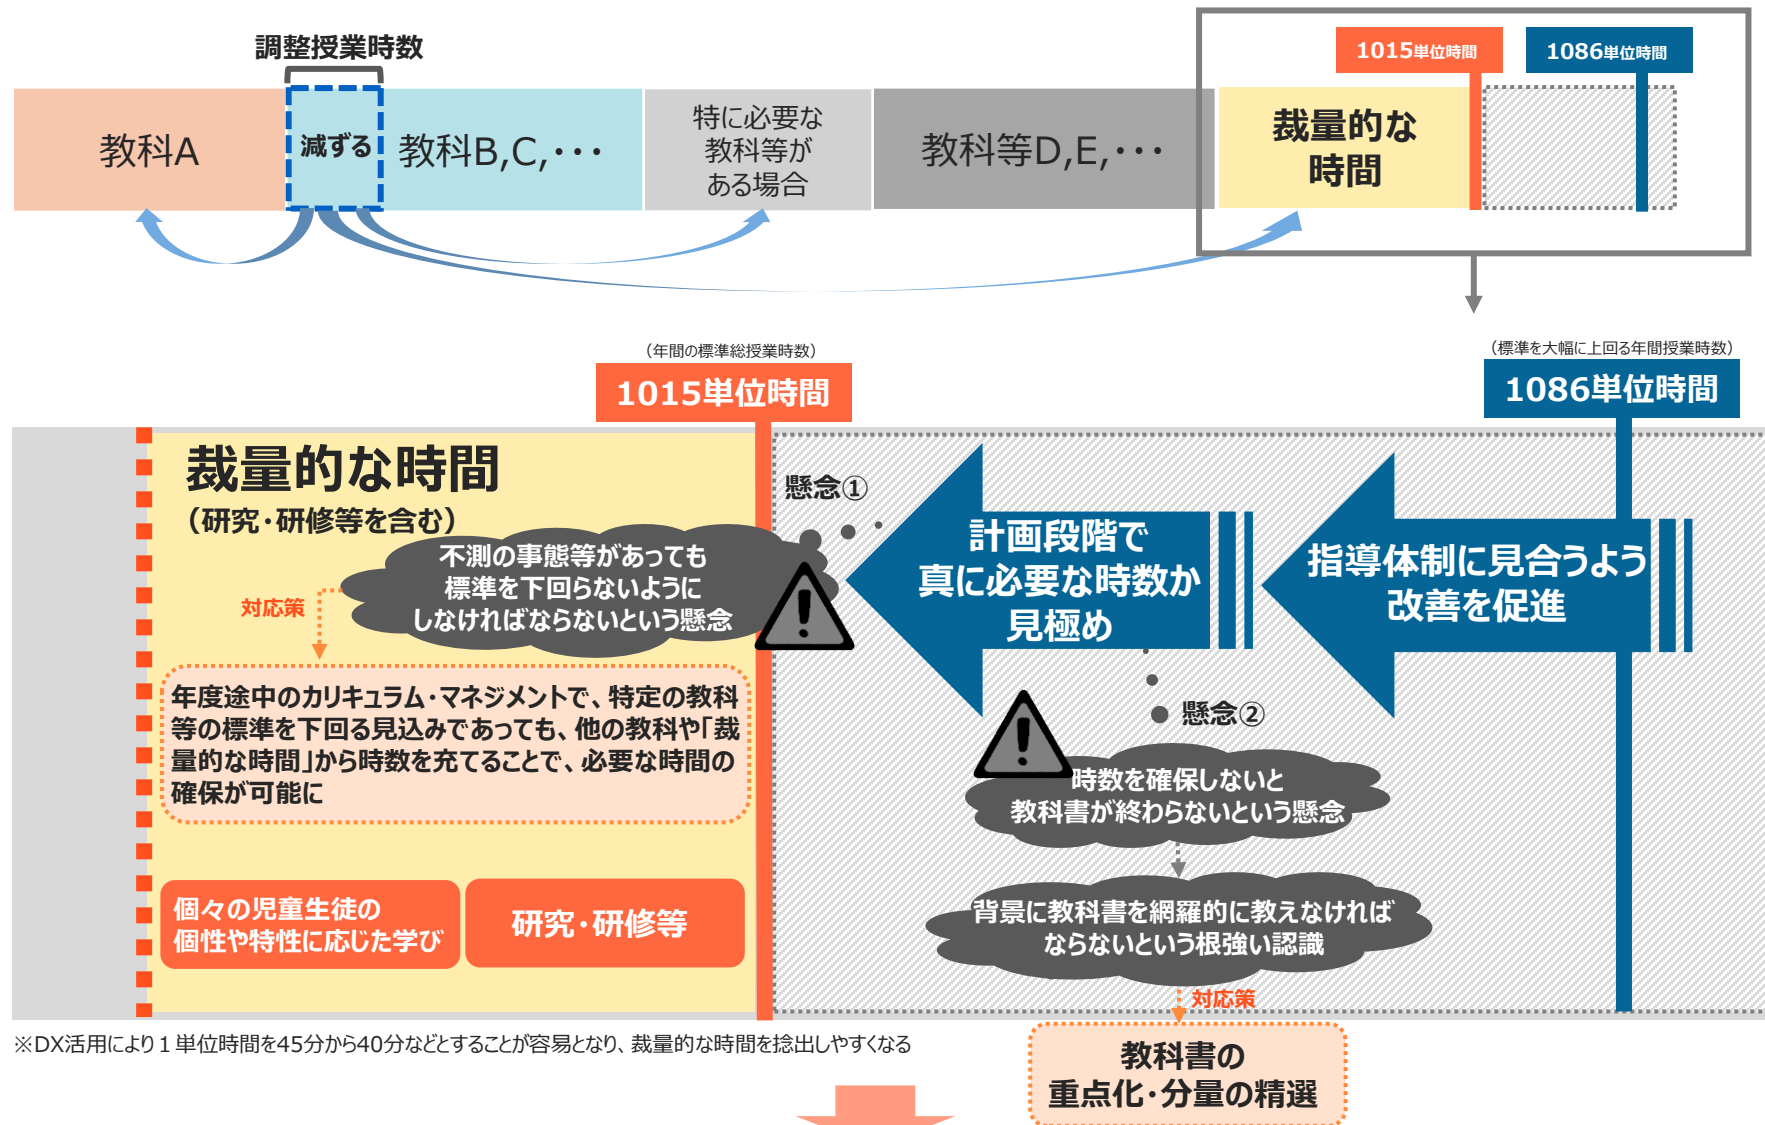 調整授業時数
1015単位時間
1086単位時間
教科A
減ずる
教科B,C,・・・
特に必要な
教科等が
ある場合
教科等D,E,・・・
裁量的な
時間
（年間の標準総授業時数）
1015単位時間
（標準を大幅に上回る年間授業時数）
1086単位時間
裁量的な時間
（研究・研修等を含む）
懸念①
不測の事態等があっても
標準を下回らないように
しなければならないという懸念
対応策
計画段階で
真に必要な時数か
見極め
指導体制に見合うよう
改善を促進
年度途中のカリキュラム・マネジメントで、特定の教科
等の標準を下回る見込みであっても、他の教科や「裁
量的な時間」から時数を充てることで、必要な時間の
確保が可能に
懸念②
時数を確保しないと
教科書が終わらないという懸念
個々の児童生徒の
個性や特性に応じた学び
研究・研修等
背景に教科書を網羅的に教えなければ
ならないという根強い認識
対応策
※DX活用により１単位時間を45分から40分などとすることが容易となり、裁量的な時間を捻出しやすくなる
教科書の
重点化・分量の精選